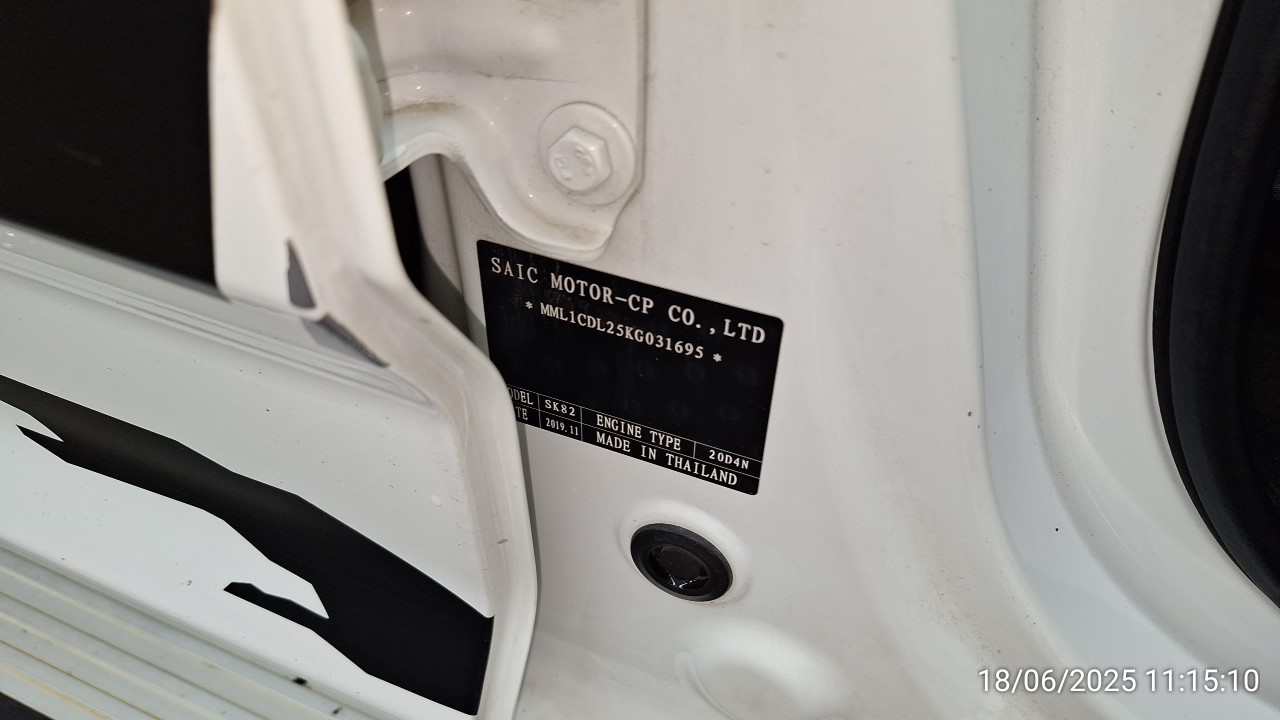 SAIC MOTOR-CP CO.,LTD
* MML1CDL25KG031695 *
SK82 ENGINE TYPE 20D4N
2019.11 MADE IN THAILAND
18/06/2025 11:15:10